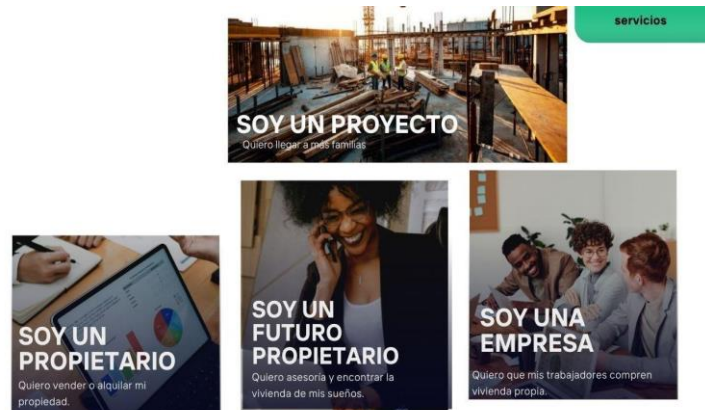 servicios
SOY UN PROYECTO
Quiero llegar a más familias
SOY UN
PROPIETARIO
Quiero vender o alquilar mi
propiedad.
SOY UN
FUTURO
PROPIETARIO
Quiero asesoría y encontrar la
vivienda de mis sueños.
SOY UNA
EMPRESA
Quiero que mis trabajadores compren
vivienda propia.